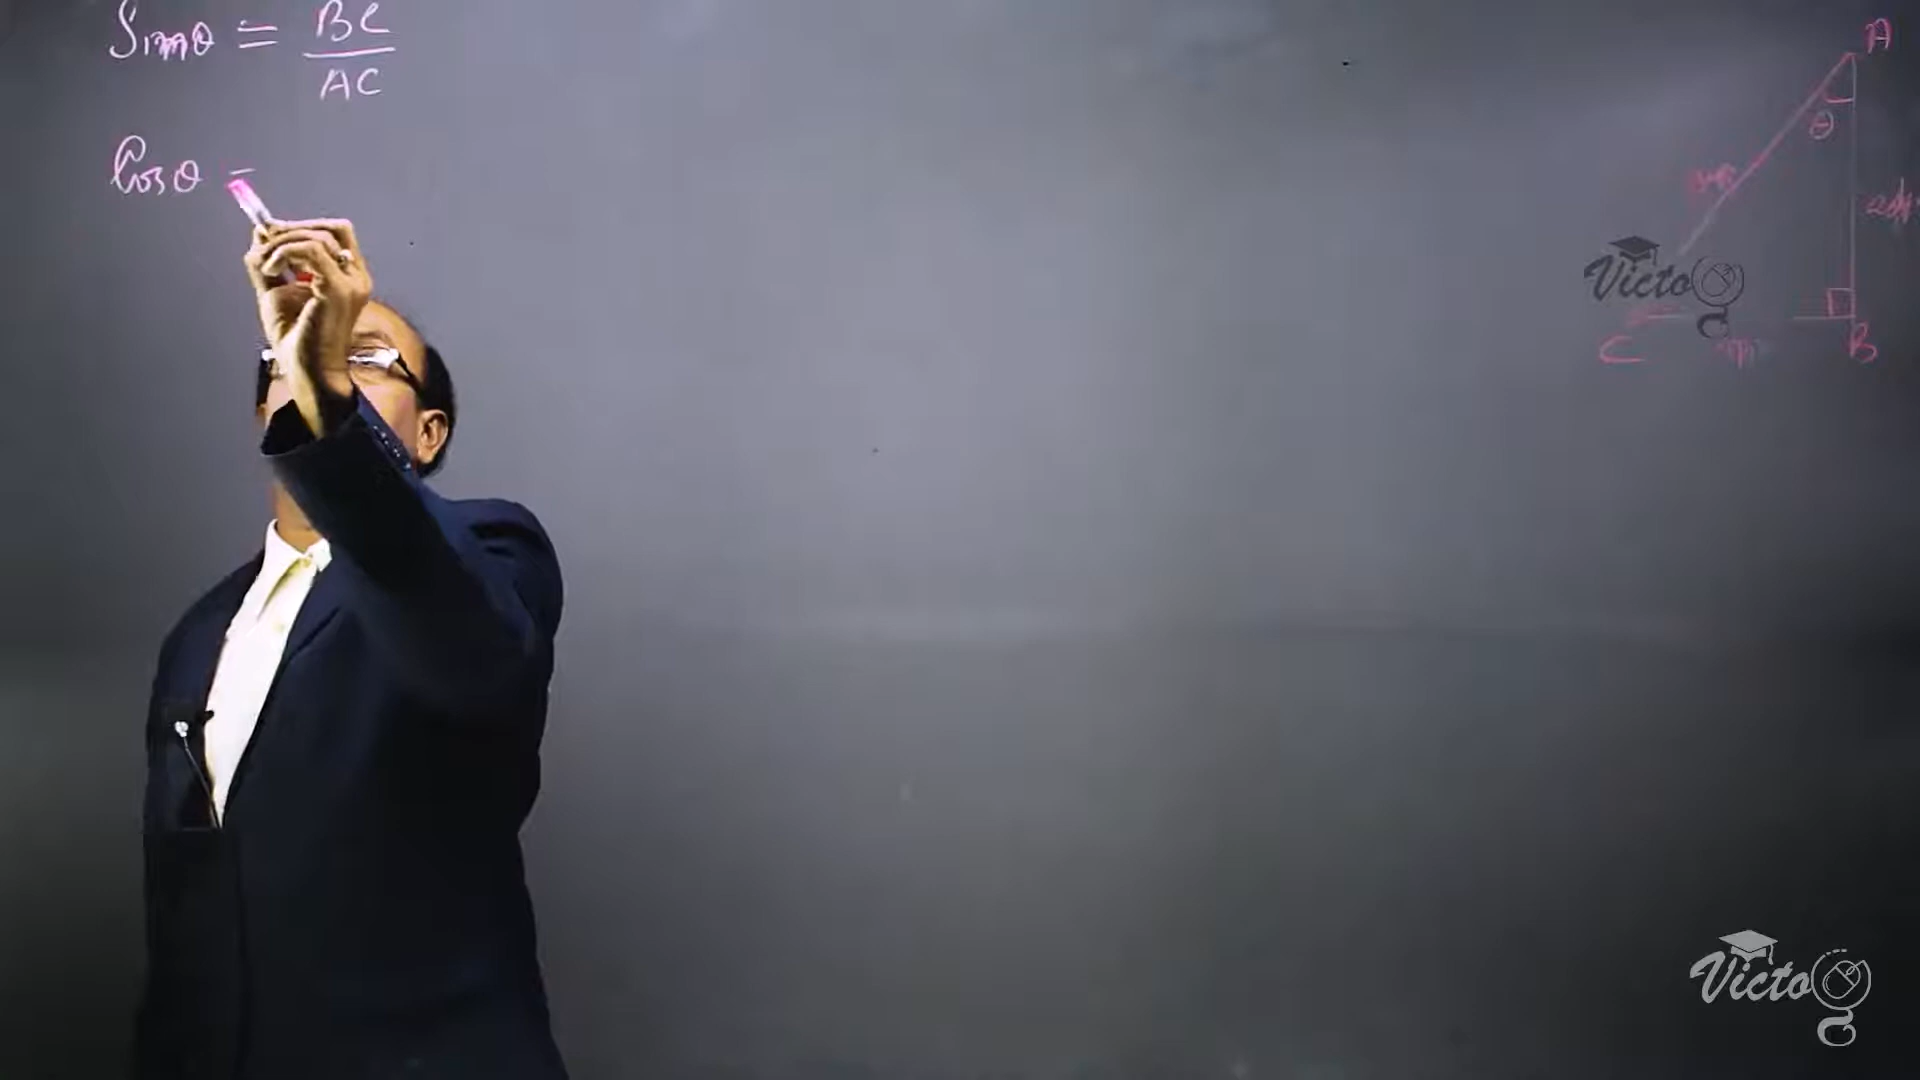 Sinθ = BC
AC
Cosθ =
A
θ
Victo
C
B
Victo